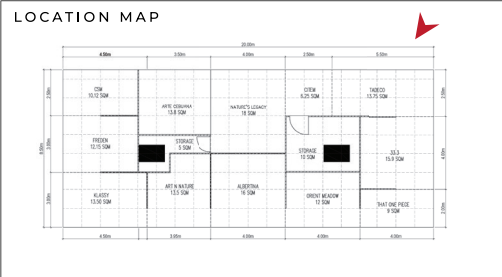 LOCATION MAP
20.00m
4.50m 3.50m 4.00m 2.50m 5.50m
CSM
10.12 SQM
ARTE CEBUANA
13.8 SQM
NATURE'S LEGACY
16 SQM
CITEM
6.25 SQM
TADECO
13.75 SQM
FREDEN
12.15 SQM
STORAGE
5 SQM
STORAGE
10 SQM
33.3
15.9 SQM
KLASSY
13.50 SQM
ART N NATURE
13.5 SQM
ALBERTINA
16 SQM
ORIENT MEADOW
12 SQM
THAT ONE PIECE
9 SQM
4.50m 4.00m 4.00m 4.00m